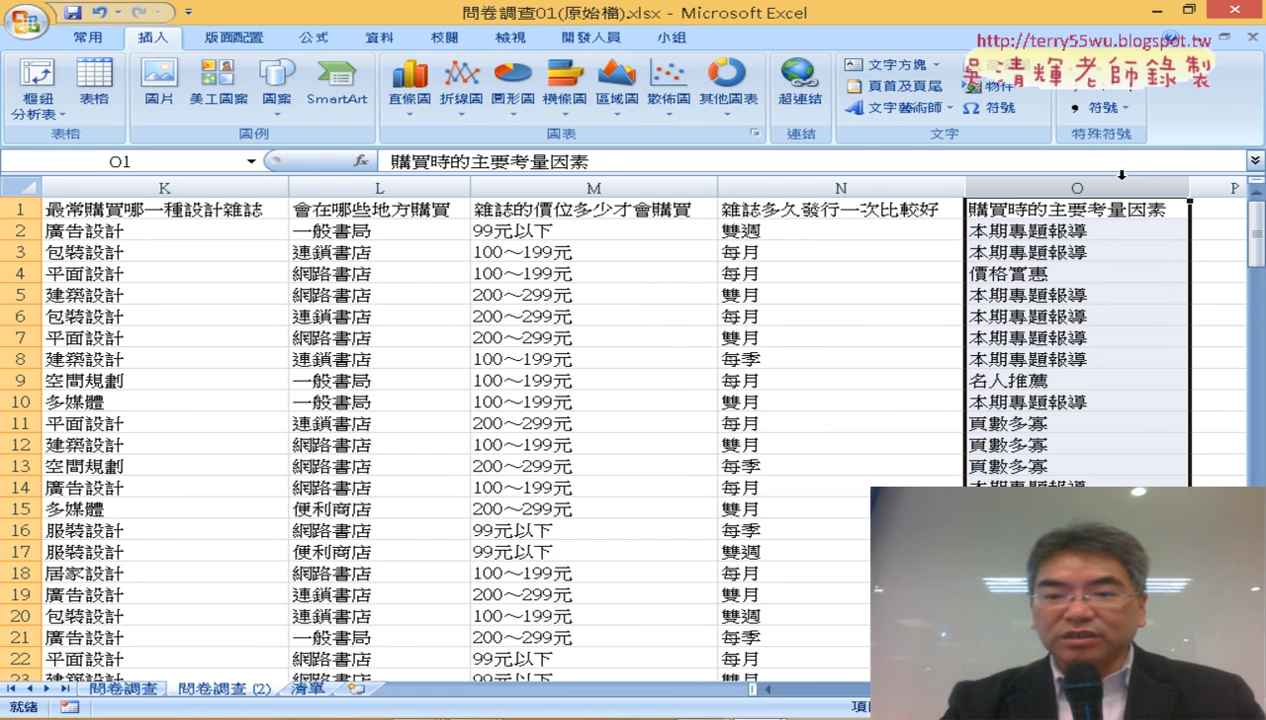 問卷調查01(原始檔).xlsx - Microsoft Excel
常用 插入 版面配置 公式 資料 校閱 檢視 開發人員 小組
http://terry55wu.blogspot.tw
吳清輝老師錄製
樞紐分析表 表格 圖片 美工圖案 圖案 SmartArt 直條圖 折線圖 圓形圖 橫條圖 區域圖 散佈圖 其他圖表 超連結 文字方塊 頁首及頁尾 文字藝術師 物件 Ω 符號 , 符號
表格 圖例 圖表 連結 文字 特殊符號
O1 fx 購買時的主要考量因素
K L M N O P
1 最常購買哪一種設計雜誌 會在哪些地方購買 雜誌的價位多少才會購買 雜誌多久發行一次比較好 購買時的主要考量因素
2 廣告設計 一般書局 99元以下 雙週 本期專題報導
3 包裝設計 連鎖書店 100～199元 每月 本期專題報導
4 平面設計 網路書店 100～199元 每月 價格實惠
5 建築設計 網路書店 200～299元 雙月 本期專題報導
6 包裝設計 連鎖書店 200～299元 每月 本期專題報導
7 平面設計 網路書店 200～299元 雙月 本期專題報導
8 建築設計 連鎖書店 100～199元 每季 本期專題報導
9 空間規劃 一般書局 100～199元 每月 名人推薦
10 多媒體 一般書局 100～199元 雙月 本期專題報導
11 平面設計 連鎖書店 200～299元 雙月 頁數多寡
12 建築設計 網路書店 100～199元 雙月 頁數多寡
13 空間規劃 網路書店 200～299元 每季 頁數多寡
14 廣告設計 網路書店 100～199元 每月 本期專題報導
15 多媒體 便利商店 200～299元 雙月
16 服裝設計 網路書店 99元以下 每季
17 服裝設計 便利商店 99元以下 雙週
18 居家設計 網路書店 100～199元 每月
19 廣告設計 連鎖書店 200～299元 雙月
20 包裝設計 連鎖書店 100～199元 雙週
21 廣告設計 一般書局 200～299元 每季
22 平面設計 網路書店 99元以下 每月
23
問卷調查 問卷調查 (2) 清單
就緒